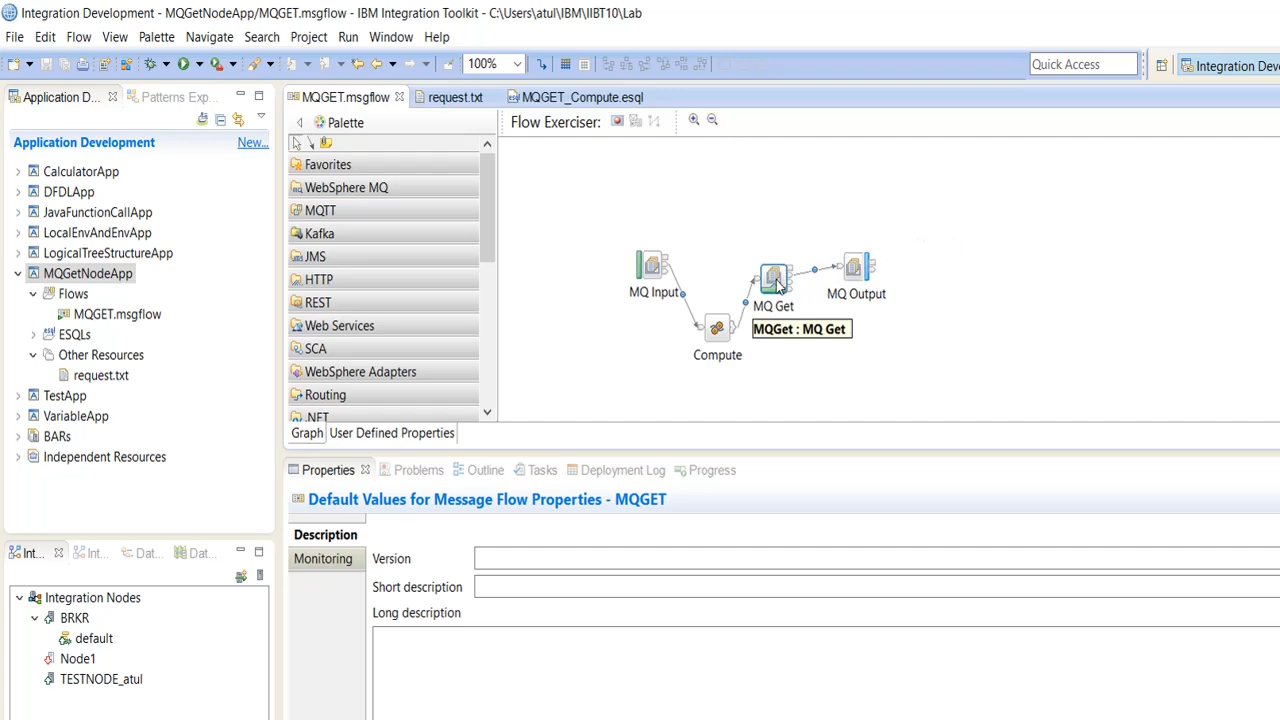 Integration Development - MQGetNodeApp/MQGET.msgflow - IBM Integration Toolkit - C:\Users\atul\IBM\IIBT10\Lab
File Edit Flow View Palette Navigate Search Project Run Window Help
100%
Quick Access
Integration Deve
Application D...
Patterns Exp...
MQGET.msgflow
request.txt
MQGET_Compute.esql
Application Development
New...
CalculatorApp
DFDLApp
JavaFunctionCallApp
LocalEnvAndEnvApp
LogicalTreeStructureApp
MQGetNodeApp
Flows
MQGET.msgflow
ESQLs
Other Resources
request.txt
TestApp
VariableApp
BARs
Independent Resources
Palette
Favorites
WebSphere MQ
MQTT
Kafka
JMS
HTTP
REST
Web Services
SCA
WebSphere Adapters
Routing
.NET
Flow Exerciser:
MQ Input
MQ Get
MQ Output
MQGet : MQ Get
Compute
Graph
User Defined Properties
Properties
Problems
Outline
Tasks
Deployment Log
Progress
Default Values for Message Flow Properties - MQGET
Description
Monitoring
Version
Short description
Long description
Int...
Int...
Dat...
Dat...
Integration Nodes
BRKR
default
Node1
TESTNODE_atul